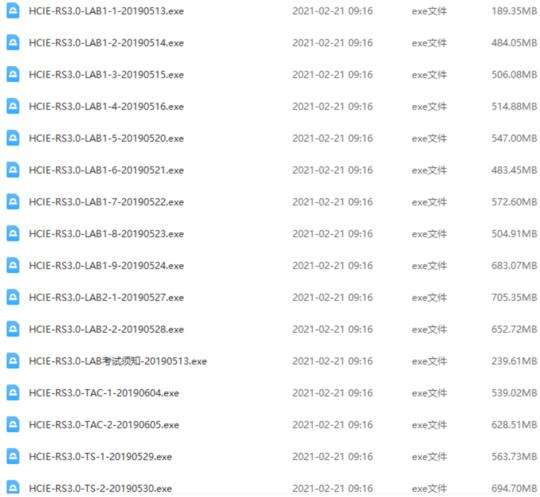 HCIE-RS3.0-LAB1-1-20190513.exe 2021-02-21 09:16 exe文件 189.35MB
HCIE-RS3.0-LAB1-2-20190514.exe 2021-02-21 09:16 exe文件 484.05MB
HCIE-RS3.0-LAB1-3-20190515.exe 2021-02-21 09:16 exe文件 506.08MB
HCIE-RS3.0-LAB1-4-20190516.exe 2021-02-21 09:16 exe文件 514.88MB
HCIE-RS3.0-LAB1-5-20190520.exe 2021-02-21 09:16 exe文件 547.00MB
HCIE-RS3.0-LAB1-6-20190521.exe 2021-02-21 09:16 exe文件 483.45MB
HCIE-RS3.0-LAB1-7-20190522.exe 2021-02-21 09:16 exe文件 572.60MB
HCIE-RS3.0-LAB1-8-20190523.exe 2021-02-21 09:16 exe文件 504.91MB
HCIE-RS3.0-LAB1-9-20190524.exe 2021-02-21 09:16 exe文件 683.07MB
HCIE-RS3.0-LAB2-1-20190527.exe 2021-02-21 09:16 exe文件 705.35MB
HCIE-RS3.0-LAB2-2-20190528.exe 2021-02-21 09:16 exe文件 652.72MB
HCIE-RS3.0-LAB考试须知-20190513.exe 2021-02-21 09:16 exe文件 239.61MB
HCIE-RS3.0-TAC-1-20190604.exe 2021-02-21 09:16 exe文件 539.02MB
HCIE-RS3.0-TAC-2-20190605.exe 2021-02-21 09:16 exe文件 628.51MB
HCIE-RS3.0-TS-1-20190529.exe 2021-02-21 09:16 exe文件 563.73MB
HCIE-RS3.0-TS-2-20190530.exe 2021-02-21 09:16 exe文件 694.70MB